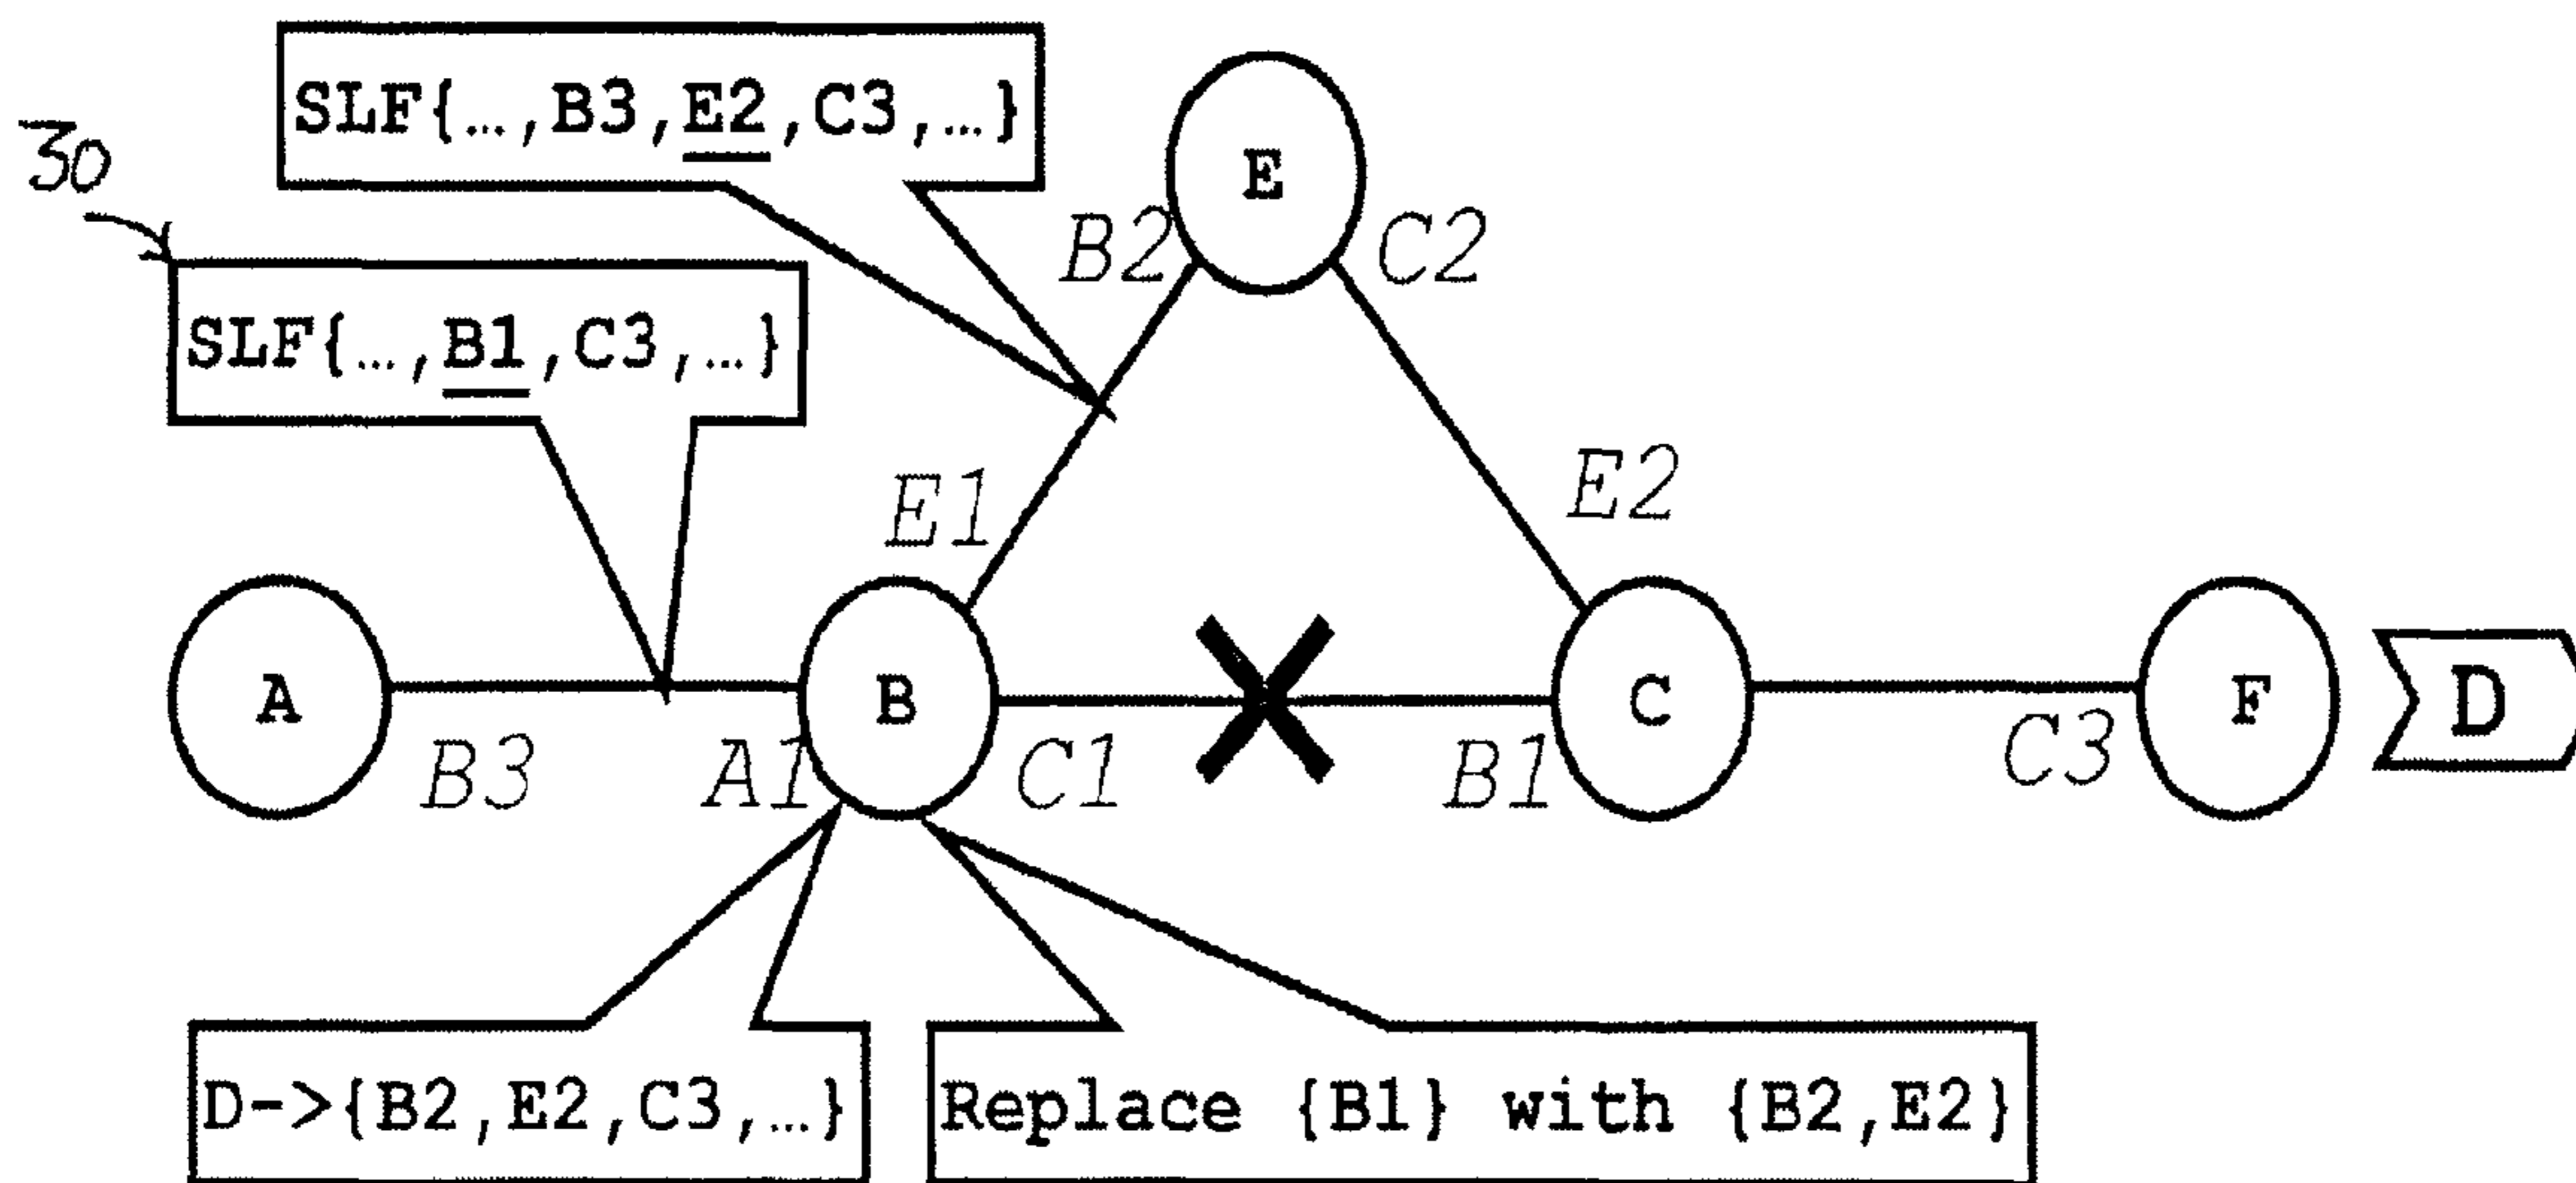 SLF{…,B3,E2,C3,…}
30
SLF{…,B1,C3,…}
E
B2
C2
E1
E2
A
B
C
F
D
B3
A1
C1
B1
C3
D->{B2,E2,C3,…}
Replace {B1} with {B2,E2}